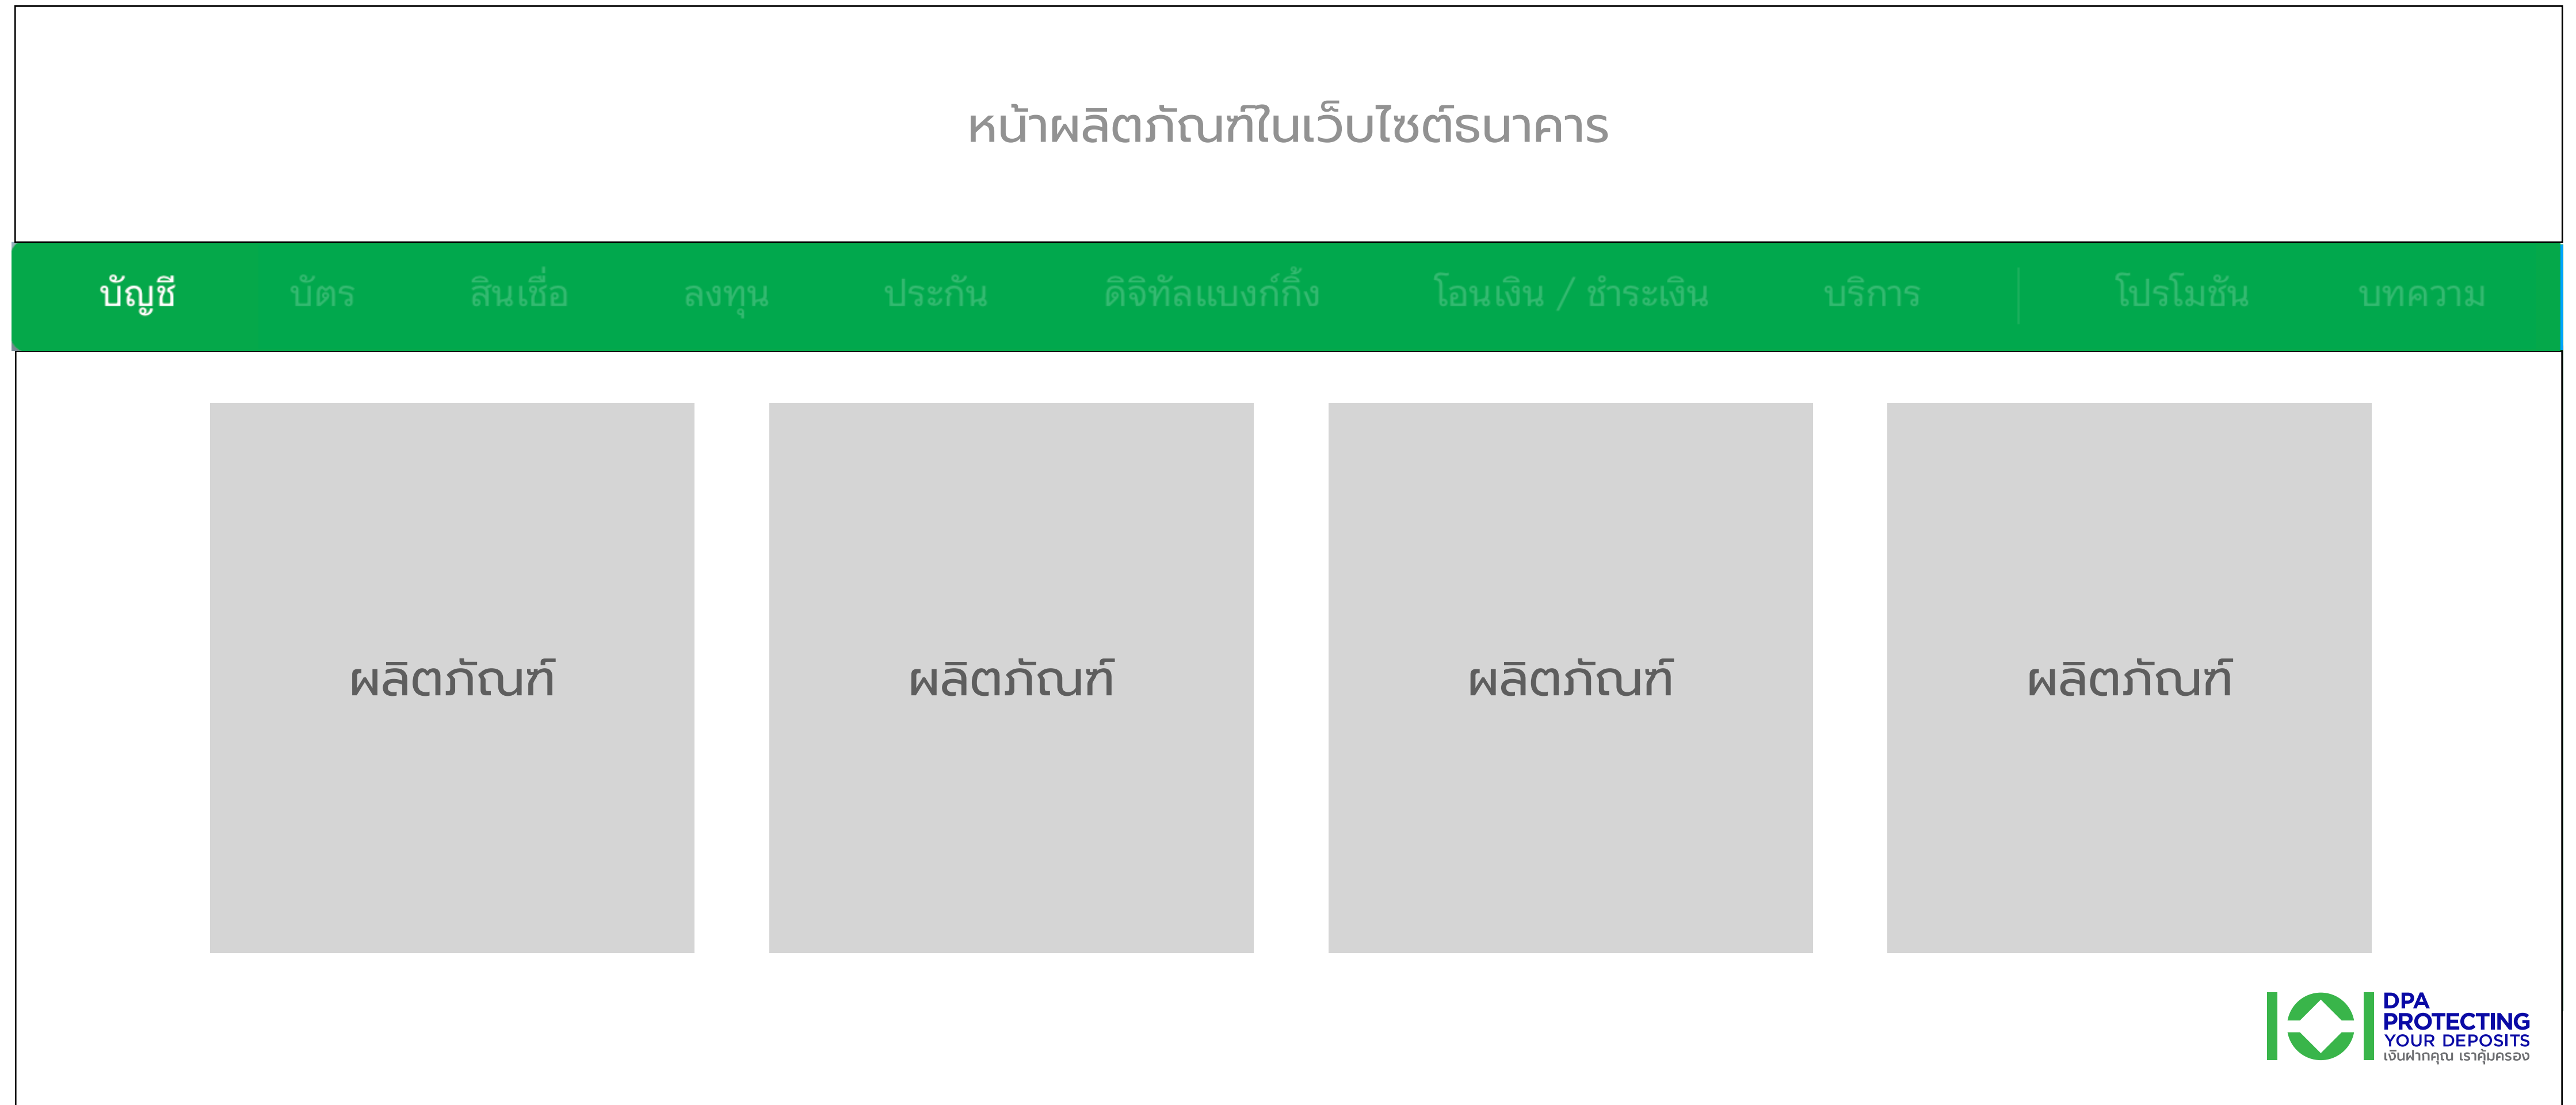 หน้าผลิตภัณฑ์ในเว็บไซต์ธนาคาร
บัญชี บัตร สินเชื่อ ลงทุน ประกัน ดิจิทัลแบงก์กิ้ง โอนเงิน / ชำระเงิน บริการ โปรโมชัน บทความ
ผลิตภัณฑ์ ผลิตภัณฑ์ ผลิตภัณฑ์ ผลิตภัณฑ์
DPA
PROTECTING
YOUR DEPOSITS
เงินฝากคุณ เราคุ้มครอง